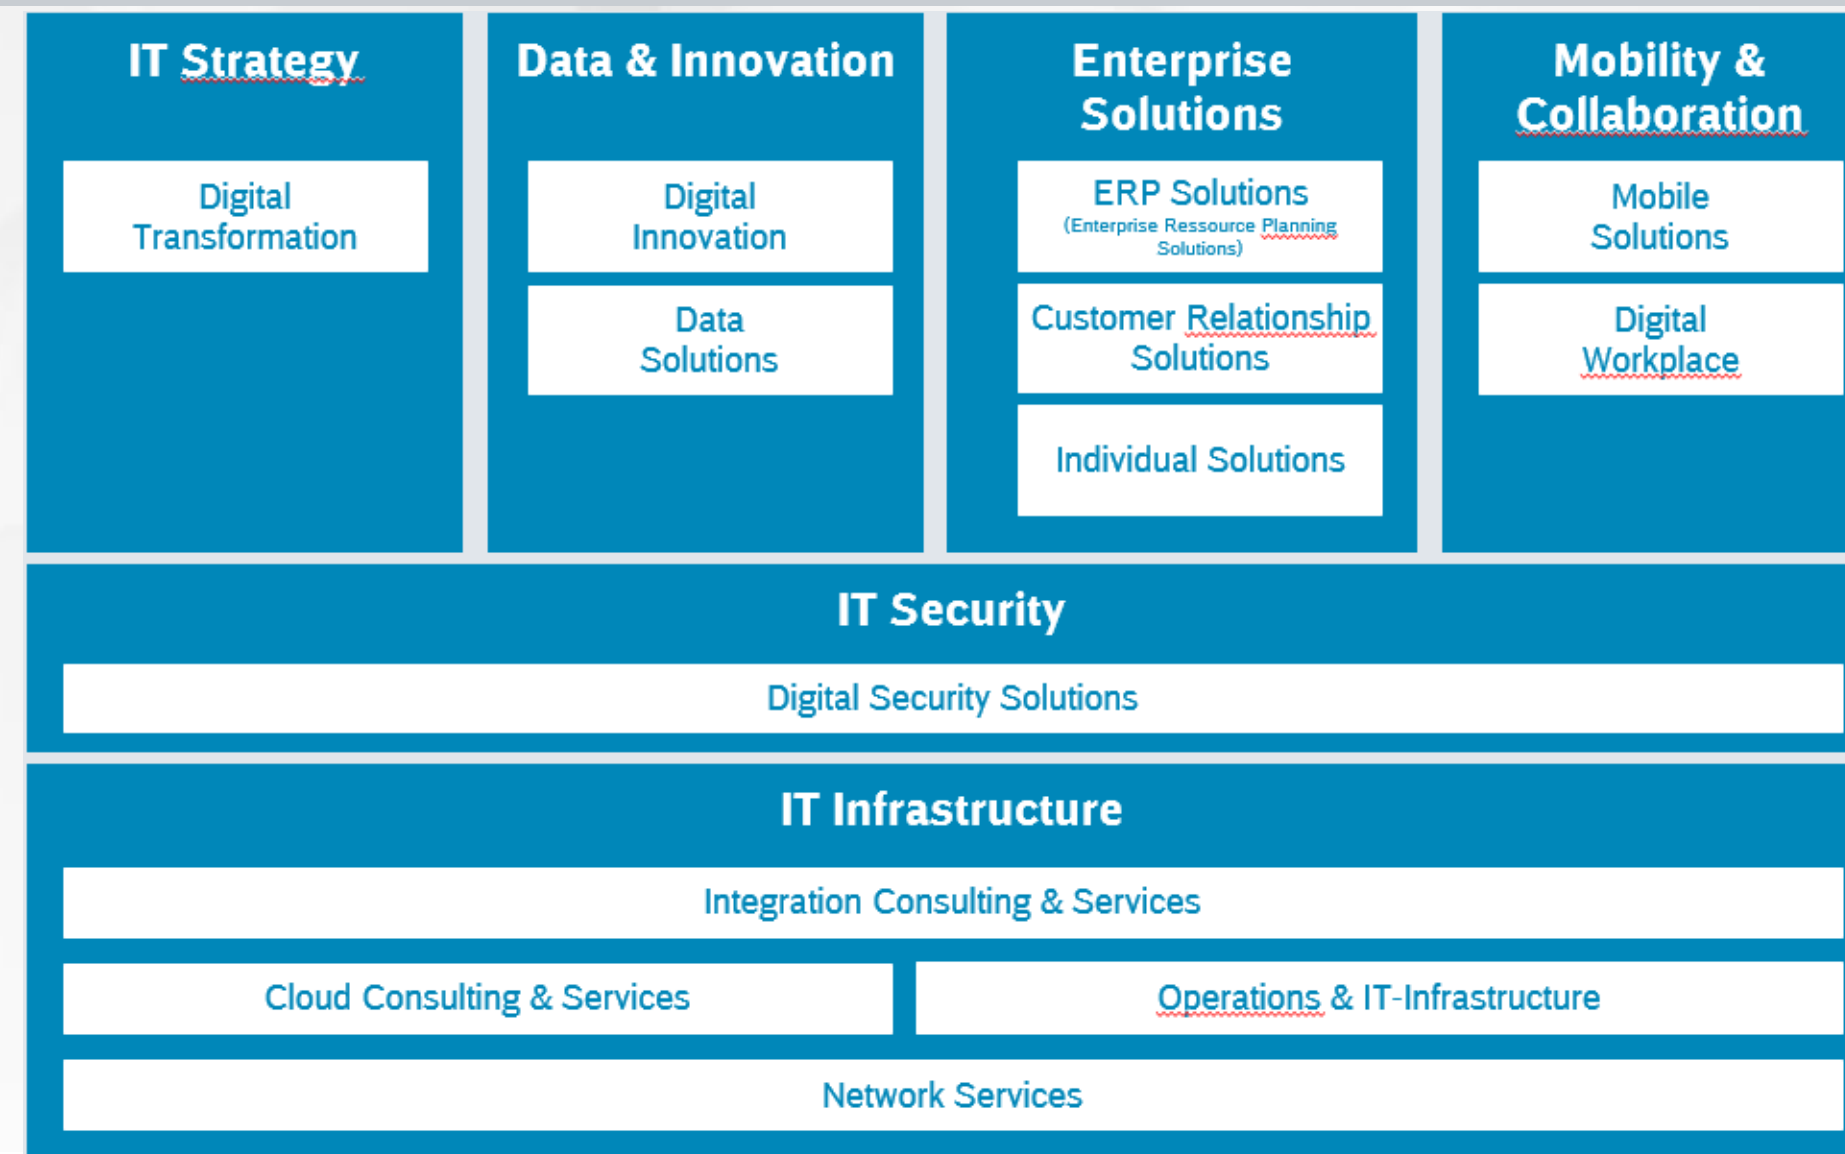 IT Strategy
Digital
Transformation
Data & Innovation
Digital
Innovation
Data
Solutions
Enterprise
Solutions
ERP Solutions
(Enterprise Ressource Planning
Solutions)
Customer Relationship
Solutions
Individual Solutions
Mobility &
Collaboration
Mobile
Solutions
Digital
Workplace
IT Security
Digital Security Solutions
IT Infrastructure
Integration Consulting & Services
Cloud Consulting & Services
Operations & IT-Infrastructure
Network Services